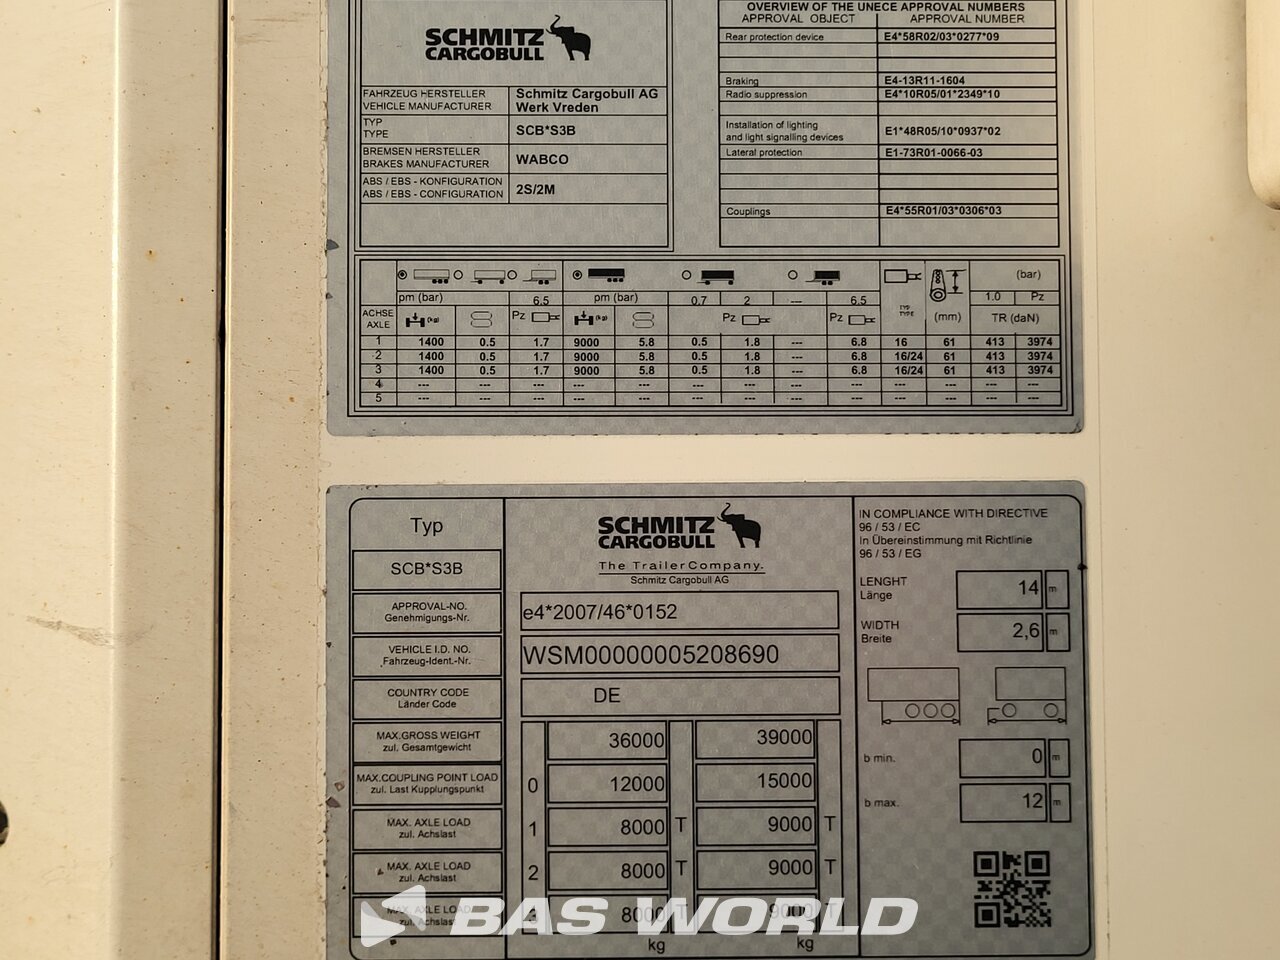 SCHMITZ
CARGOBULL
FAHRZEUG HERSTELLER
VEHICLE MANUFACTURER
Schmitz Cargobull AG
Werk Vreden
TYP
TYPE
SCB*S3B
BREMSEN HERSTELLER
BRAKES MANUFACTURER
WABCO
ABS / EBS - KONFIGURATION
ABS / EBS - CONFIGURATION
2S/2M
OVERVIEW OF THE UNECE APPROVAL NUMBERS
APPROVAL OBJECT APPROVAL NUMBER
Rear protection device E4*58R02/03*0277*09
Braking E4-13R11-1604
Radio suppression E4*10R05/01*2349*10
Installation of lighting
and light signalling devices E1*48R05/10*0937*02
Lateral protection E1-73R01-0066-03
Couplings E4*55R01/03*0306*03
(bar)
pm (bar) 6.5 pm (bar) 0.7 2 --- 6.5 1.0 Pz
ACHSE
AXLE
(kg) Pz (kg) Pz Pz TYP
TYPE (mm) TR (daN)
1 1400 0.5 1.7 9000 5.8 0.5 1.8 --- 6.8 16 61 413 3974
2 1400 0.5 1.7 9000 5.8 0.5 1.8 --- 6.8 16/24 61 413 3974
3 1400 0.5 1.7 9000 5.8 0.5 1.8 --- 6.8 16/24 61 413 3974
4 --- --- --- --- --- --- --- --- --- --- --- --- ---
5 --- --- --- --- --- --- --- --- --- --- --- --- ---
Typ
SCB*S3B
SCHMITZ
CARGOBULL
The Trailer Company.
Schmitz Cargobull AG
APPROVAL-NO.
Genehmigungs-Nr.
e4*2007/46*0152
VEHICLE I.D. NO.
Fahrzeug-Ident.-Nr.
WSM00000005208690
COUNTRY CODE
Länder Code
DE
MAX.GROSS WEIGHT
zul. Gesamtgewicht
36000 39000
MAX.COUPLING POINT LOAD
zul. Last Kupplungspunkt
0 12000 15000
MAX. AXLE LOAD
zul. Achslast
1 8000 T 9000 T
MAX. AXLE LOAD
zul. Achslast
2 8000 T 9000 T
MAX. AXLE LOAD
zul. Achslast
3 8000 T 9000 T
kg kg
IN COMPLIANCE WITH DIRECTIVE
96 / 53 / EC
In Übereinstimmung mit Richtlinie
96 / 53 / EG
LENGHT
Länge
14 m
WIDTH
Breite
2,6 m
b min. 0 m
b max. 12 m
BAS WORLD